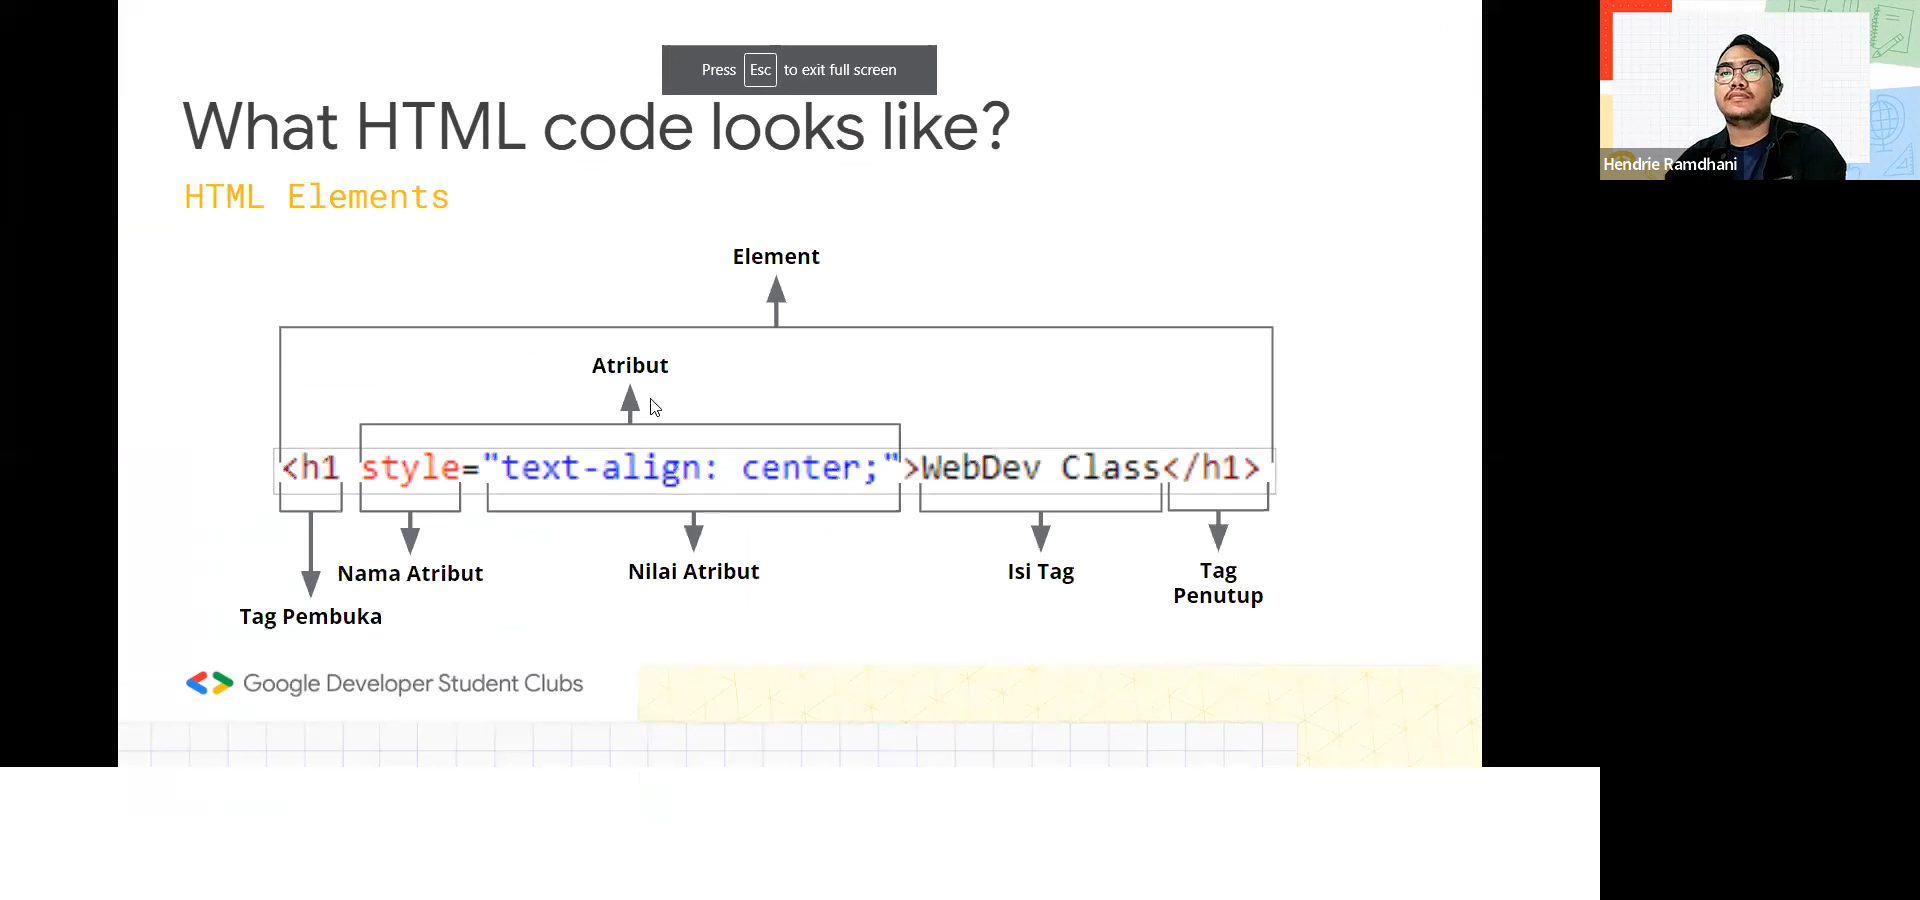 Press Esc to exit full screen
What HTML code looks like?
HTML Elements
Element
Atribut
<h1 style="text-align: center;">WebDev Class</h1>
Nama Atribut
Nilai Atribut
Isi Tag
Tag
Penutup
Tag Pembuka
Google Developer Student Clubs
Hendrie Ramdhani